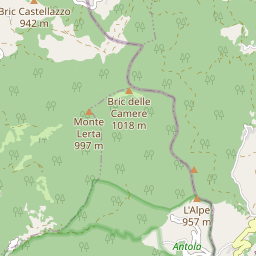 Bric Castellazzo
942 m
Bric delle
Camere
1018 m
Monte
Lerta
997 m
L'Alpe
957 m
Antola